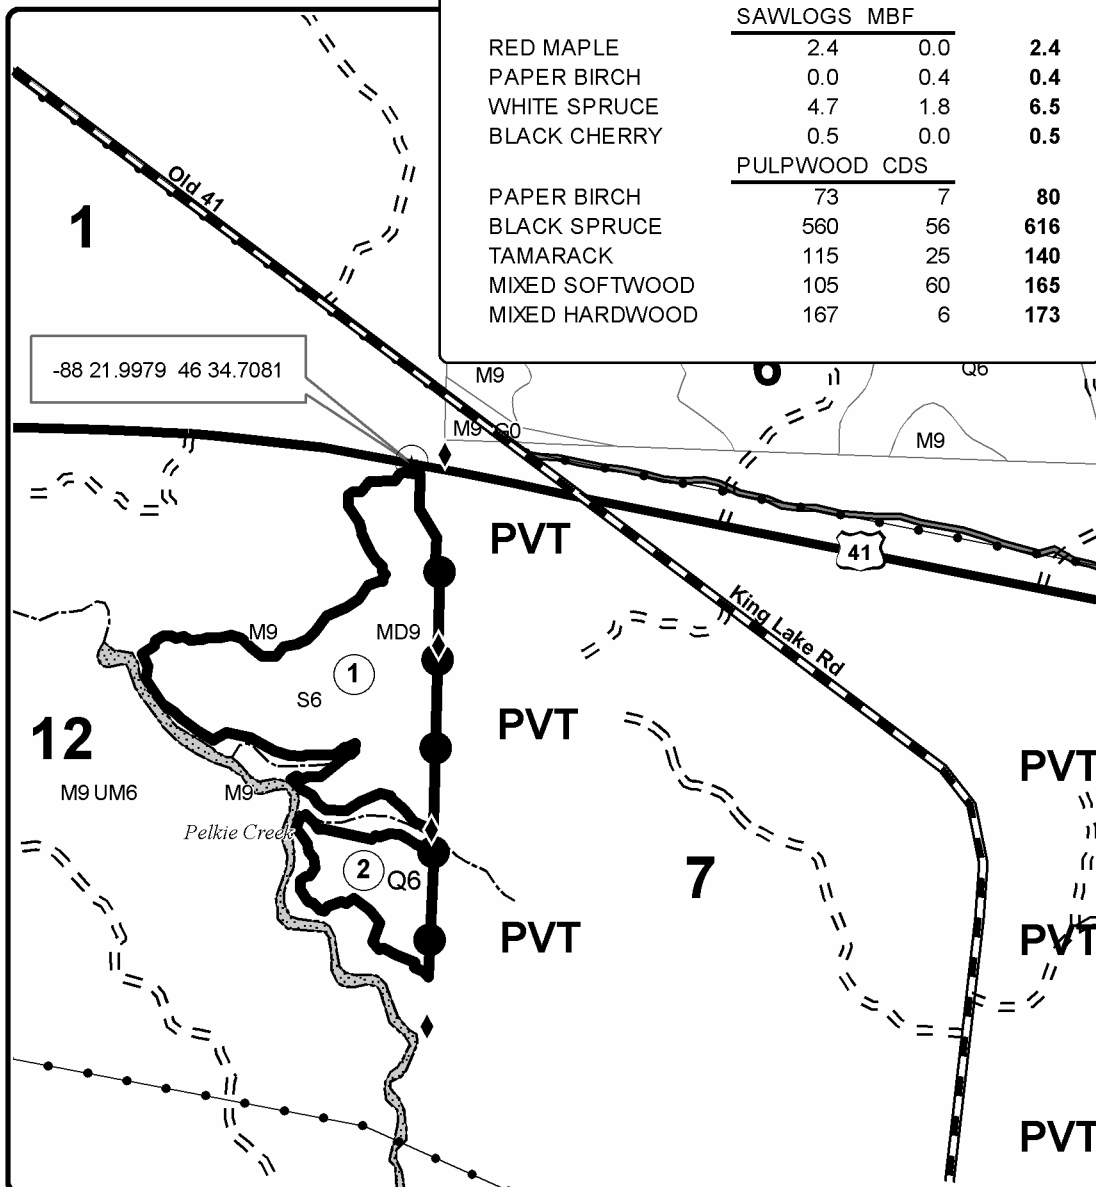 SAWLOGS MBF
RED MAPLE 2.4 0.0 2.4
PAPER BIRCH 0.0 0.4 0.4
WHITE SPRUCE 4.7 1.8 6.5
BLACK CHERRY 0.5 0.0 0.5
PULPWOOD CDS
PAPER BIRCH 73 7 80
BLACK SPRUCE 560 56 616
TAMARACK 115 25 140
MIXED SOFTWOOD 105 60 165
MIXED HARDWOOD 167 6 173
Old 41
1
-88 21.9979 46 34.7081
M9
6
Q6
M9 G0
M9
PVT
41
King Lake Rd
M9
MD9
1
S6
PVT
12
PVT
M9 UM6
M9
Pelkie Creek
2
Q6
7
PVT
PVT
PVT